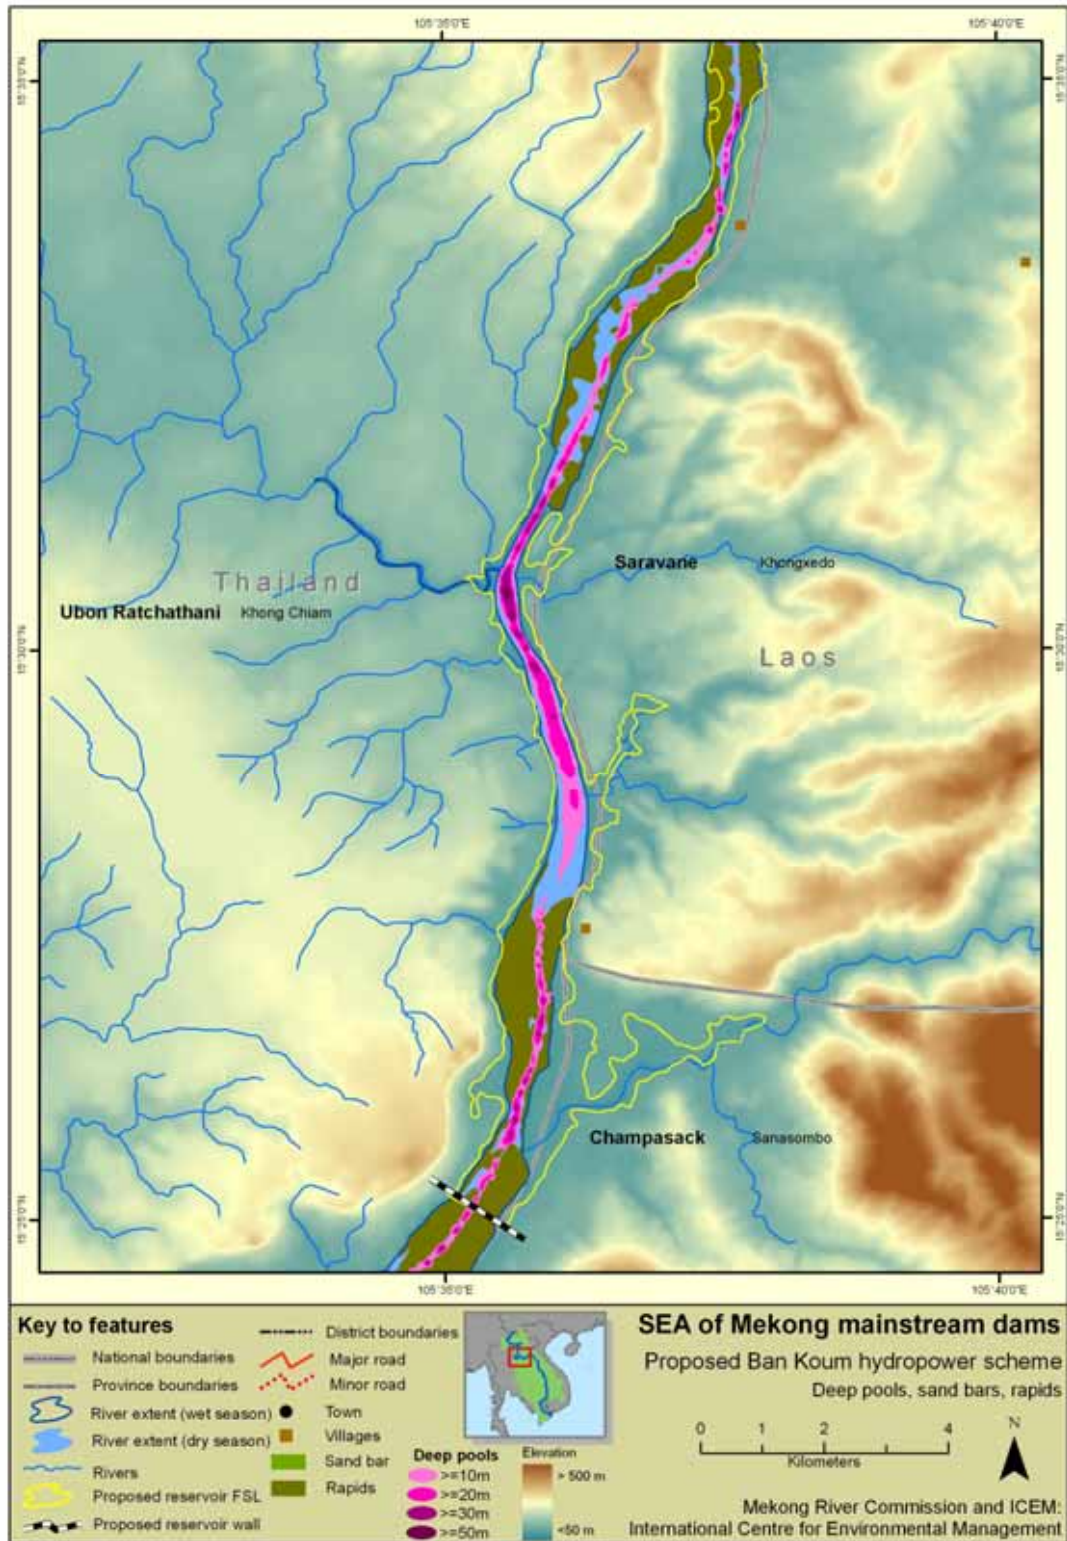 105°35'0"E
105°40'0"E
15°35'0"N
15°35'0"N
Saravane
Khongxedo
Thailand
Ubon Ratchathani
Khong Chiam
15°30'0"N
15°30'0"N
Laos
Champasack
Sanasombo
15°25'0"N
15°25'0"N
105°35'0"E
105°40'0"E
Key to features
National boundaries
Province boundaries
River extent (wet season)
River extent (dry season)
Rivers
Proposed reservoir FSL
Proposed reservoir wall
District boundaries
Major road
Minor road
Town
Villages
Sand bar
Rapids
Deep pools
>=10m
>=20m
>=30m
>=50m
Elevation
> 500 m
<50 m
SEA of Mekong mainstream dams
Proposed Ban Koum hydropower scheme
Deep pools, sand bars, rapids
0 2 4
Kilometers
N
Mekong River Commission and ICEM:
International Centre for Environmental Management